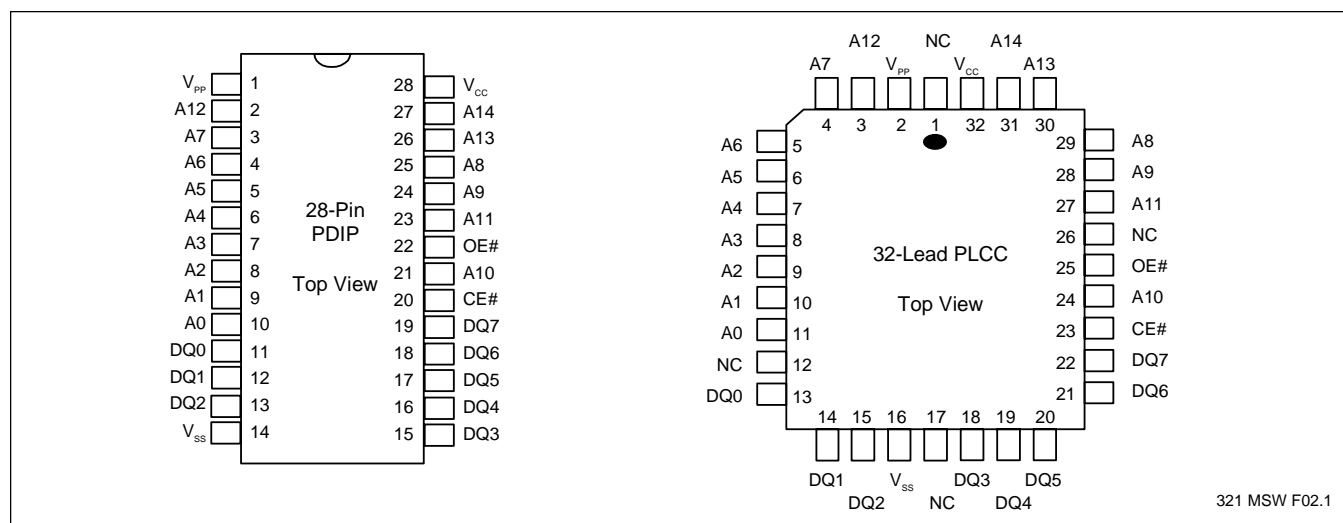 V_PP 1 28 V_CC
A12 2 27 A14
A7 3 26 A13
A6 4 25 A8
A5 5 24 A9
A4 6 23 A11
A3 7 22 OE#
A2 8 21 A10
A1 9 20 CE#
A0 10 19 DQ7
DQ0 11 18 DQ6
DQ1 12 17 DQ5
DQ2 13 16 DQ4
V_SS 14 15 DQ3
28-Pin
PDIP
Top View
A12 NC A14
A7 V_PP V_CC A13
4 3 2 1 32 31 30
A6 5 29 A8
A5 6 28 A9
A4 7 27 A11
A3 8 26 NC
A2 9 25 OE#
A1 10 24 A10
A0 11 23 CE#
NC 12 22 DQ7
DQ0 13 21 DQ6
32-Lead PLCC
Top View
14 15 16 17 18 19 20
DQ1 V_SS DQ3 DQ5
DQ2 NC DQ4
321 MSW F02.1